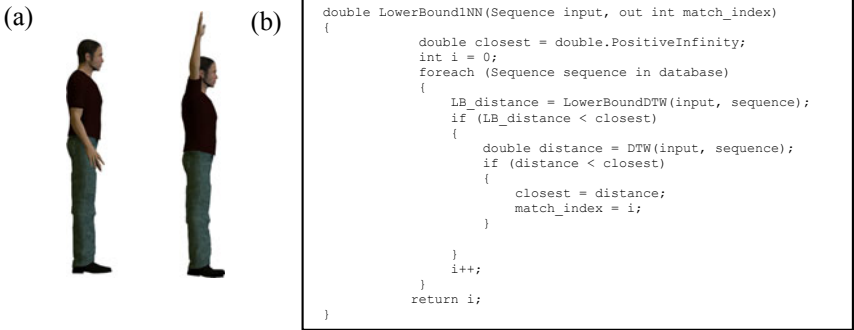 (a)
(b)
double LowerBound1NN(Sequence input, out int match_index)
{
double closest = double.PositiveInfinity;
int i = 0;
foreach (Sequence sequence in database)
{
LB_distance = LowerBoundDTW(input, sequence);
if (LB_distance < closest)
{
double distance = DTW(input, sequence);
if (distance < closest)
{
closest = distance;
match_index = i;
}
}
i++;
}
return i;
}